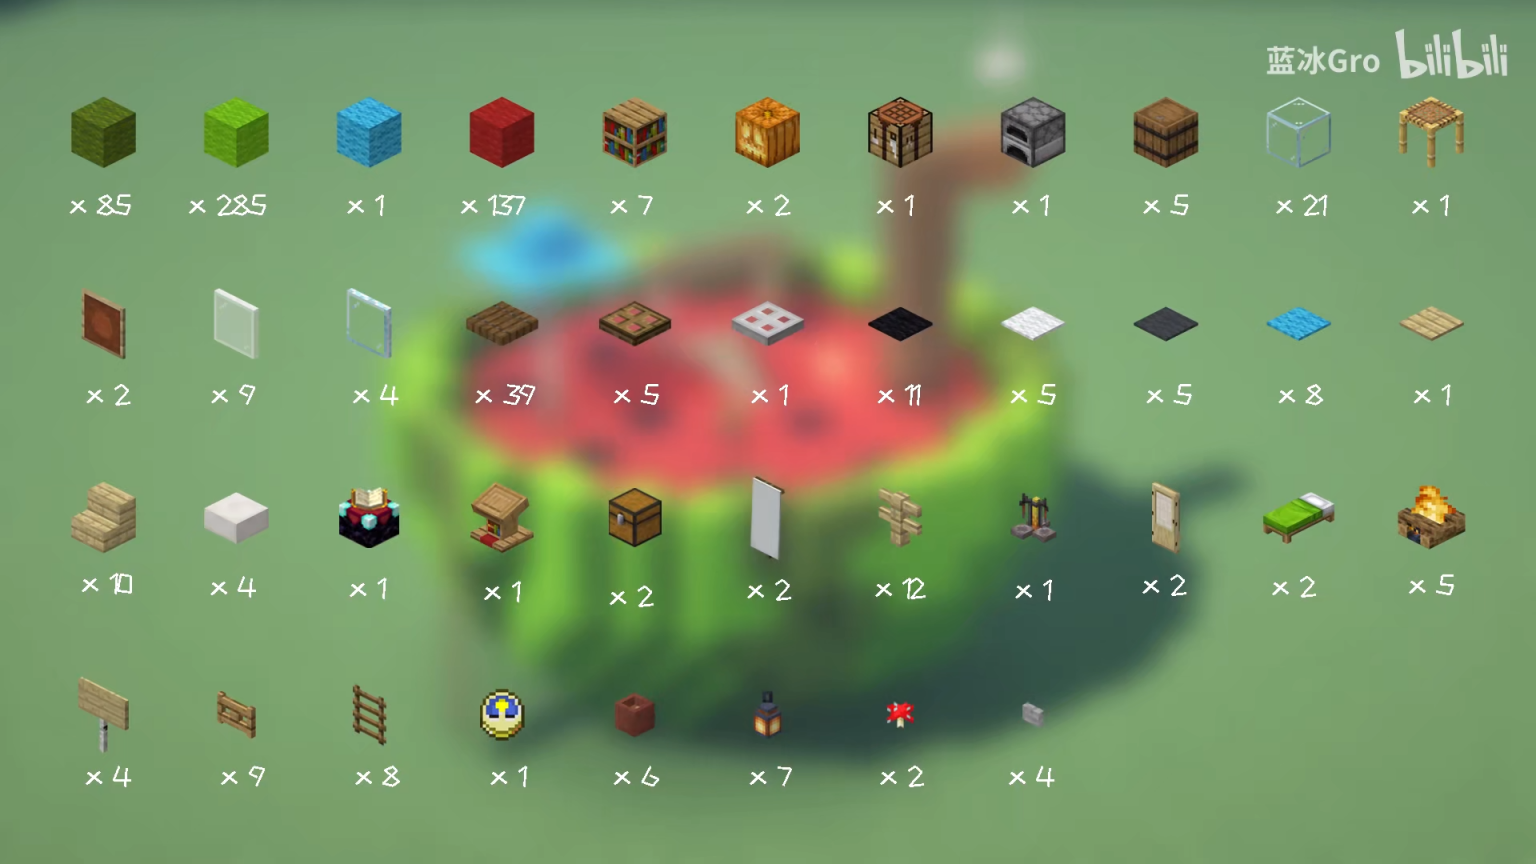 蓝冰Gro bilibili
× 85 × 285 × 1 × 137 × 7 × 2 × 1 × 1 × 5 × 21 × 1
× 2 × 9 × 4 × 39 × 5 × 1 × 11 × 5 × 5 × 8 × 1
× 10 × 4 × 1 × 1 × 2 × 2 × 12 × 1 × 2 × 2 × 5
× 4 × 9 × 8 × 1 × 6 × 7 × 2 × 4